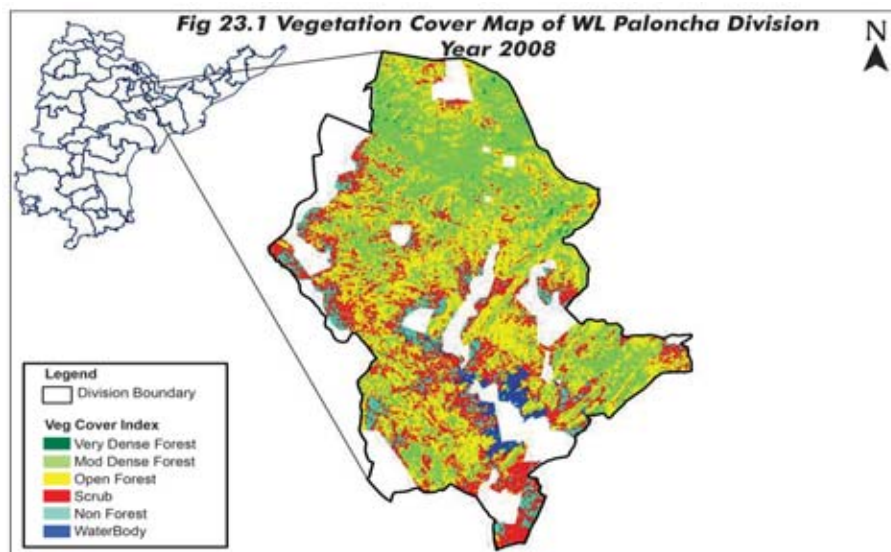 Fig 23.1 Vegetation Cover Map of WL Paloncha Division
Year 2008
N
Legend
Division Boundary
Veg Cover Index
Very Dense Forest
Mod Dense Forest
Open Forest
Scrub
Non Forest
WaterBody